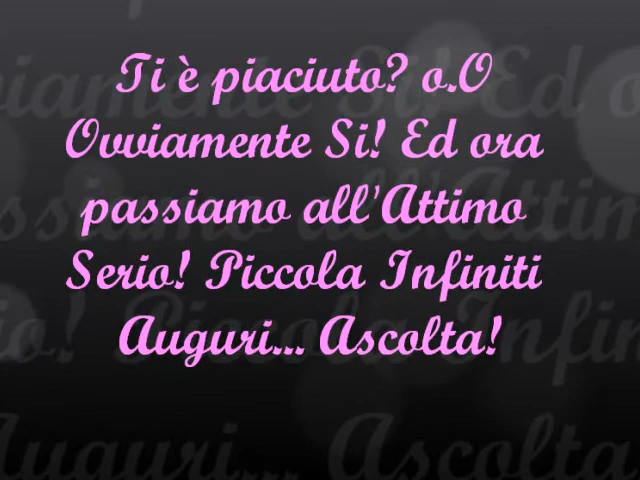 Ti è piaciuto? o.O
Ovviamente Si! Ed ora
passiamo all'Attimo
Serio! Piccola Infiniti
Auguri... Ascolta!